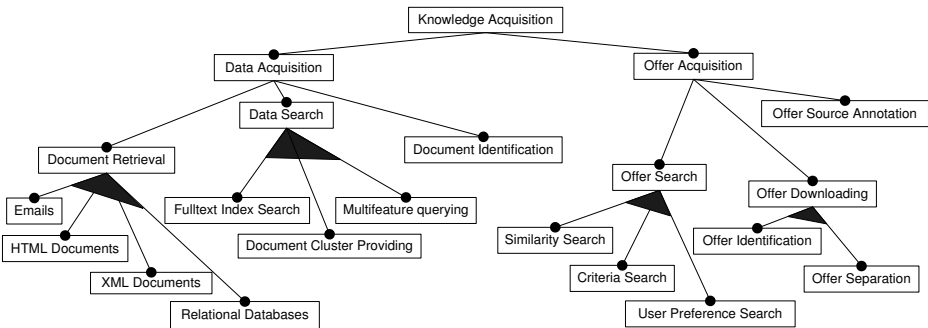 Knowledge Acquisition
Data Acquisition
Offer Acquisition
Data Search
Offer Source Annotation
Document Identification
Document Retrieval
Offer Search
Offer Downloading
Emails
Fulltext Index Search
Multifeature querying
Similarity Search
Offer Identification
HTML Documents
Document Cluster Providing
Criteria Search
Offer Separation
XML Documents
Relational Databases
User Preference Search